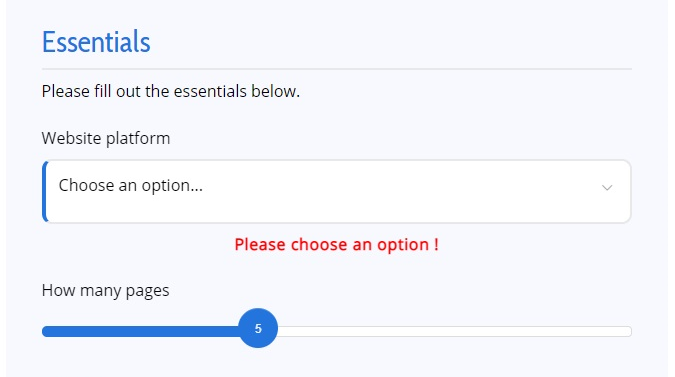 Essentials
Please fill out the essentials below.
Website platform
Choose an option...
Please choose an option !
How many pages
5